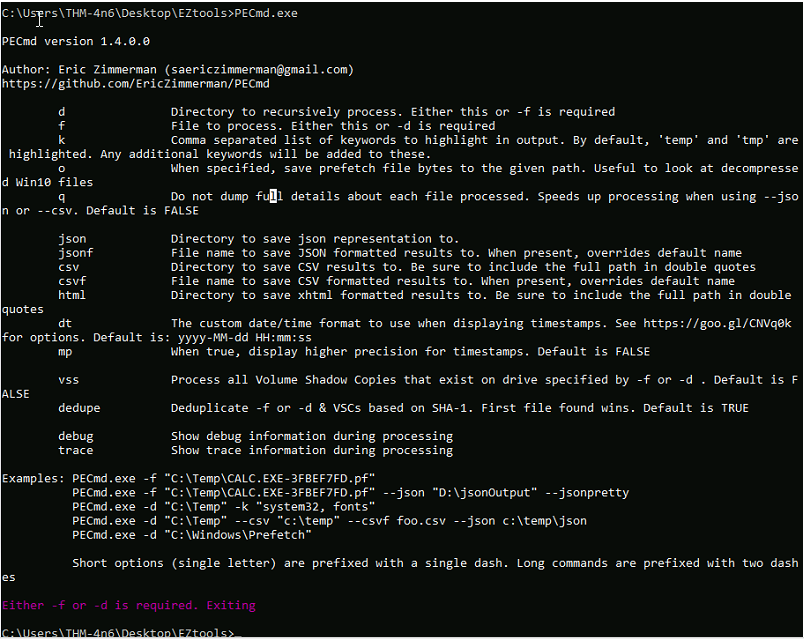 C:\Users\THM-4n6\Desktop\EZtools>PECmd.exe
PECmd version 1.4.0.0
Author: Eric Zimmerman (saericzimmerman@gmail.com)
https://github.com/EricZimmerman/PECmd
d Directory to recursively process. Either this or -f is required
f File to process. Either this or -d is required
k Comma separated list of keywords to highlight in output. By default, 'temp' and 'tmp' are
highlighted. Any additional keywords will be added to these.
o When specified, save prefetch file bytes to the given path. Useful to look at decompresse
d Win10 files
q Do not dump full details about each file processed. Speeds up processing when using --jso
n or --csv. Default is FALSE
json Directory to save json representation to.
jsonf File name to save JSON formatted results to. When present, overrides default name
csv Directory to save CSV results to. Be sure to include the full path in double quotes
csvf File name to save CSV formatted results to. When present, overrides default name
html Directory to save xhtml formatted results to. Be sure to include the full path in double
quotes
dt The custom date/time format to use when displaying timestamps. See https://goo.gl/CNVq0k
for options. Default is: yyyy-MM-dd HH:mm:ss
mp When true, display higher precision for timestamps. Default is FALSE
vss Process all Volume Shadow Copies that exist on drive specified by -f or -d . Default is F
ALSE
dedupe Deduplicate -f or -d & VSCs based on SHA-1. First file found wins. Default is TRUE
debug Show debug information during processing
trace Show trace information during processing
Examples: PECmd.exe -f "C:\Temp\CALC.EXE-3FBEF7FD.pf"
PECmd.exe -f "C:\Temp\CALC.EXE-3FBEF7FD.pf" --json "D:\jsonOutput" --jsonpretty
PECmd.exe -d "C:\Temp" -k "system32, fonts"
PECmd.exe -d "C:\Temp" --csv "c:\temp" --csvf foo.csv --json c:\temp\json
PECmd.exe -d "C:\Windows\Prefetch"
Short options (single letter) are prefixed with a single dash. Long commands are prefixed with two dash
es
Either -f or -d is required. Exiting
C:\Users\THM-4n6\Desktop\EZtools>_